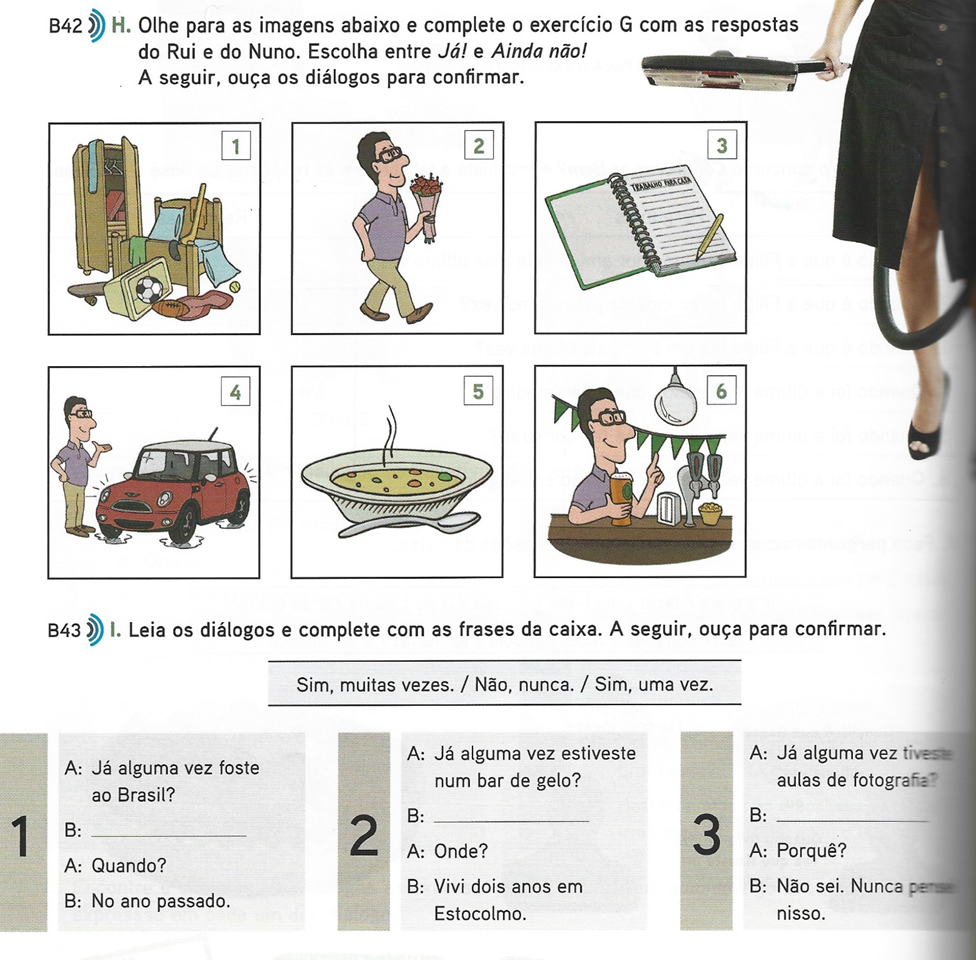 B42 H. Olhe para as imagens abaixo e complete o exercício G com as respostas
do Rui e do Nuno. Escolha entre Já! e Ainda não!
A seguir, ouça os diálogos para confirmar.
1
2
3
TRABALHO PARA CASA
4
5
6
B43 I. Leia os diálogos e complete com as frases da caixa. A seguir, ouça para confirmar.
Sim, muitas vezes. / Não, nunca. / Sim, uma vez.
1
A: Já alguma vez foste
ao Brasil?
B: 
A: Quando?
B: No ano passado.
2
A: Já alguma vez estiveste
num bar de gelo?
B: 
A: Onde?
B: Vivi dois anos em
Estocolmo.
3
A: Já alguma vez tiveste
aulas de fotografia?
B: 
A: Porquê?
B: Não sei. Nunca pensei
nisso.